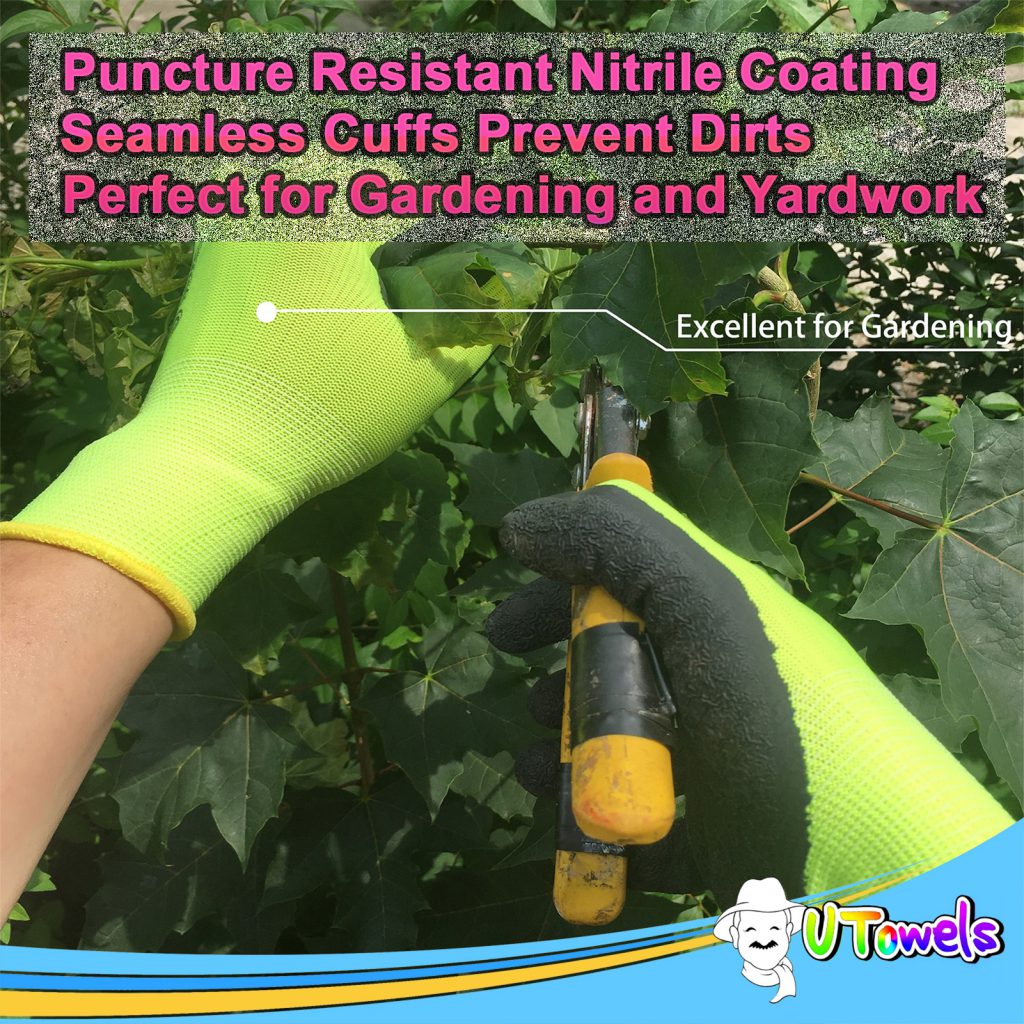 Puncture Resistant Nitrile Coating
Seamless Cuffs Prevent Dirts
Perfect for Gardening and Yardwork
Excellent for Gardening
UTowels